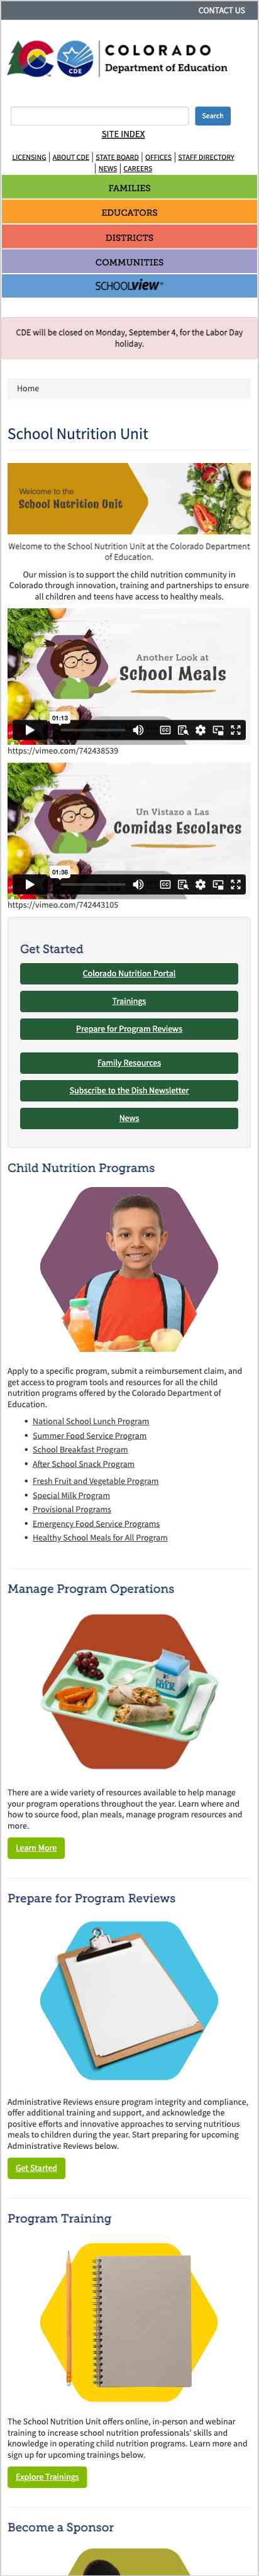 CONTACT US
COLORADO
Department of Education
CDE
Search
SITE INDEX
LICENSING | ABOUT CDE | STATE BOARD | OFFICES | STAFF DIRECTORY
| NEWS | CAREERS
FAMILIES
EDUCATORS
DISTRICTS
COMMUNITIES
SCHOOLVIEW®
CDE will be closed on Monday, September 4, for the Labor Day
holiday.
Home
School Nutrition Unit
Welcome to the
School Nutrition Unit
Welcome to the School Nutrition Unit at the Colorado Department
of Education.
Our mission is to support the child nutrition community in
Colorado through innovation, training and partnerships to ensure
all children and teens have access to healthy meals.
Another Look at
School Meals
01:13
CC
https://vimeo.com/742438539
Un Vistazo a Las
Comidas Escolares
01:36
CC
https://vimeo.com/742443105
Get Started
Colorado Nutrition Portal
Trainings
Prepare for Program Reviews
Family Resources
Subscribe to the Dish Newsletter
News
Child Nutrition Programs
Apply to a specific program, submit a reimbursement claim, and
get access to program tools and resources for all the child
nutrition programs offered by the Colorado Department of
Education.
• National School Lunch Program
• Summer Food Service Program
• School Breakfast Program
• After School Snack Program
• Fresh Fruit and Vegetable Program
• Special Milk Program
• Provisional Programs
• Emergency Food Service Programs
• Healthy School Meals for All Program
Manage Program Operations
MILK
There are a wide variety of resources available to help manage
your program operations throughout the year. Learn where and
how to source food, plan meals, manage program resources and
more.
Learn More
Prepare for Program Reviews
Administrative Reviews ensure program integrity and compliance,
offer additional training and support, and acknowledge the
positive efforts and innovative approaches to serving nutritious
meals to children during the year. Start preparing for upcoming
Administrative Reviews below.
Get Started
Program Training
The School Nutrition Unit offers online, in-person and webinar
training to increase school nutrition professionals' skills and
knowledge in operating child nutrition programs. Learn more and
sign up for upcoming trainings below.
Explore Trainings
Become a Sponsor